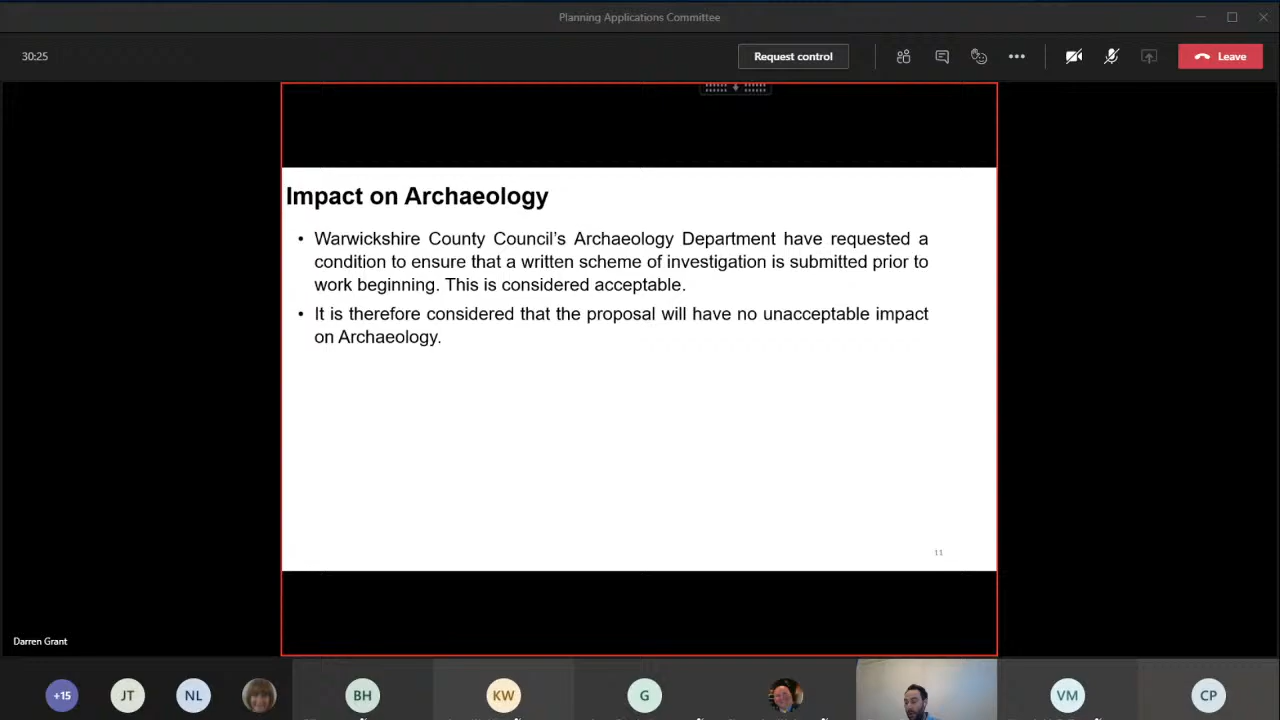 Planning Applications Committee
30:25
Request control
Leave
Impact on Archaeology
• Warwickshire County Council's Archaeology Department have requested a
condition to ensure that a written scheme of investigation is submitted prior to
work beginning. This is considered acceptable.
• It is therefore considered that the proposal will have no unacceptable impact
on Archaeology.
11
Darren Grant
+15
JT
NL
BH
KW
G
VM
CP